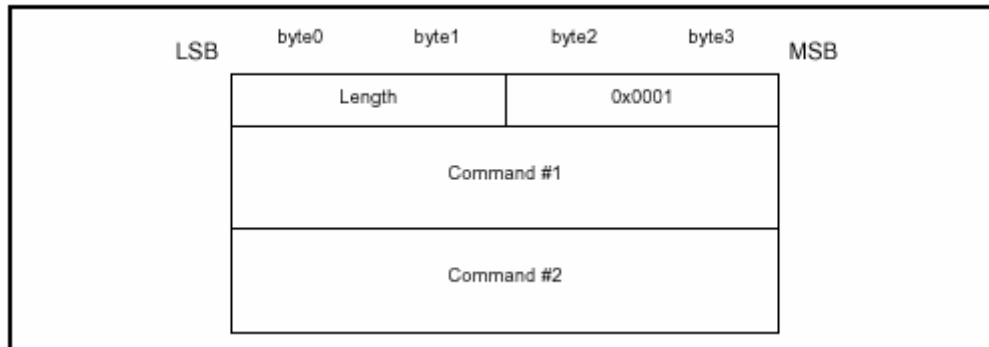 byte0 byte1 byte2 byte3
LSB MSB
Length 0x0001
Command #1
Command #2